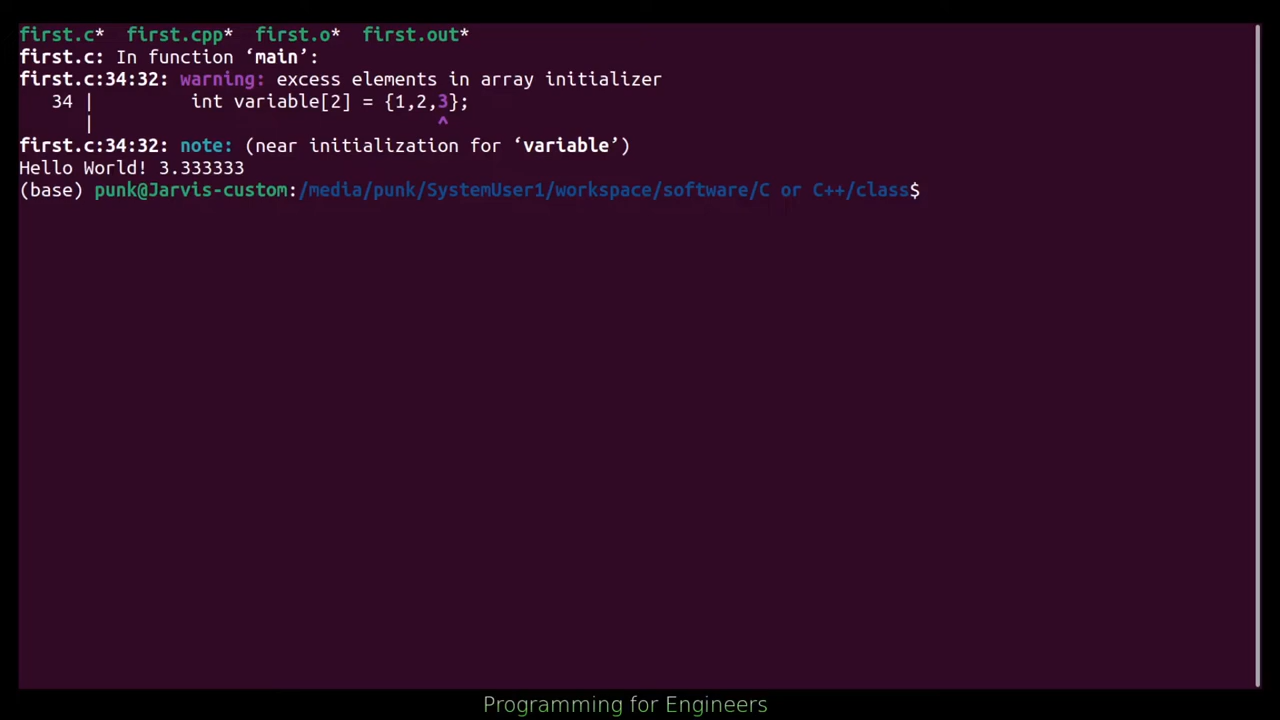 first.c*  first.cpp*  first.o*  first.out*
first.c: In function ‘main’:
first.c:34:32: warning: excess elements in array initializer
   34 |         int variable[2] = {1,2,3};
      |                                ^
first.c:34:32: note: (near initialization for ‘variable’)
Hello World! 3.333333
(base) punk@Jarvis-custom:/media/punk/SystemUser1/workspace/software/C or C++/class$
Programming for Engineers